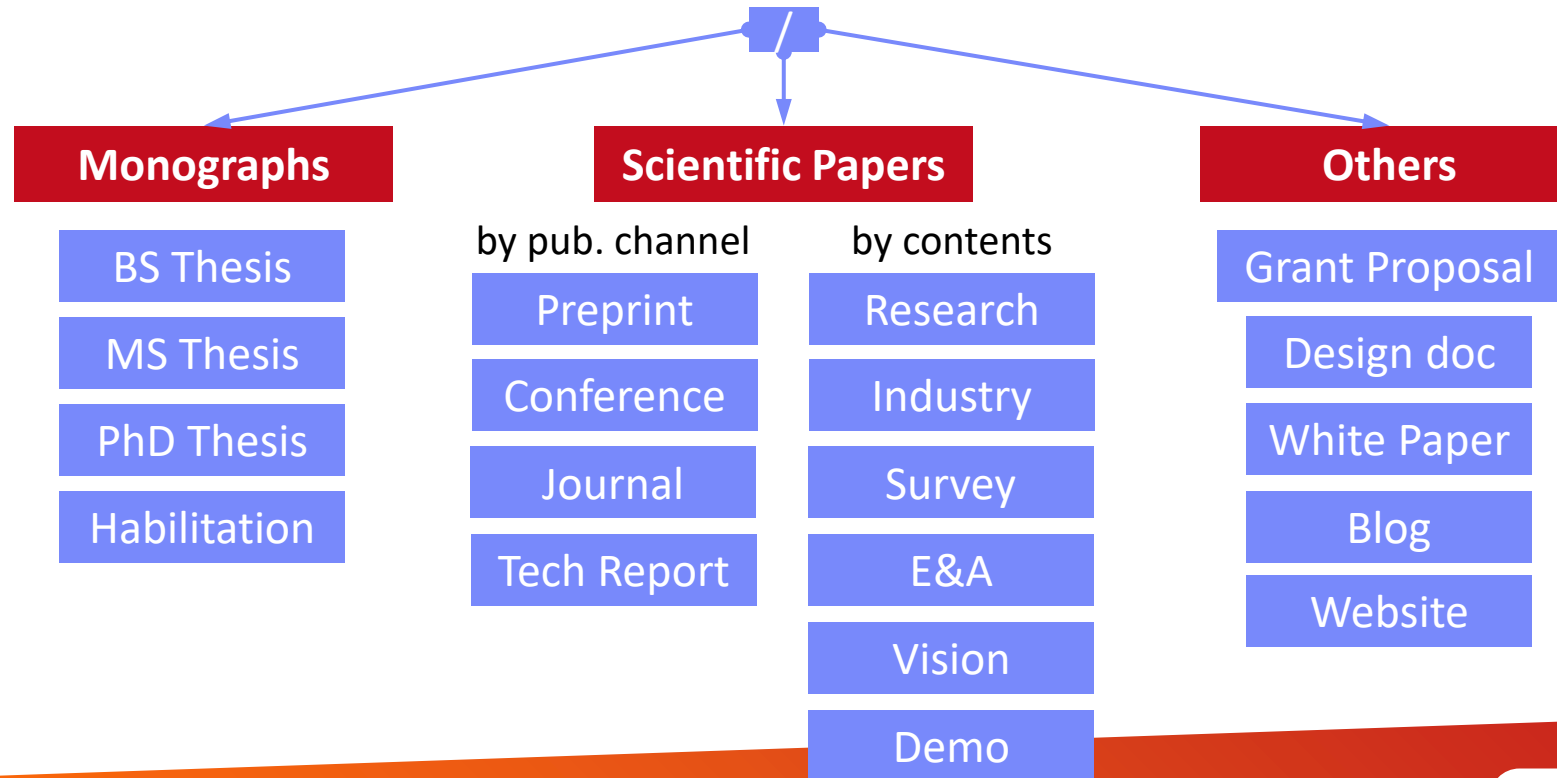 /
Monographs
BS Thesis
MS Thesis
PhD Thesis
Habilitation
Scientific Papers
by pub. channel
Preprint
Conference
Journal
Tech Report
by contents
Research
Industry
Survey
E&A
Vision
Demo
Others
Grant Proposal
Design doc
White Paper
Blog
Website